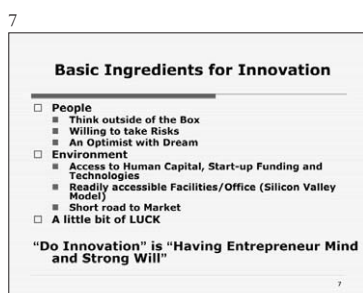 7
Basic Ingredients for Innovation
□ People
■ Think outside of the Box
■ Willing to take Risks
■ An Optimist with Dream
□ Environment
■ Access to Human Capital, Start-up Funding and
Technologies
■ Readily accessible Facilities/Office (Silicon Valley
Model)
■ Short road to Market
□ A little bit of LUCK
“Do Innovation” is “Having Entrepreneur Mind
and Strong Will”
7